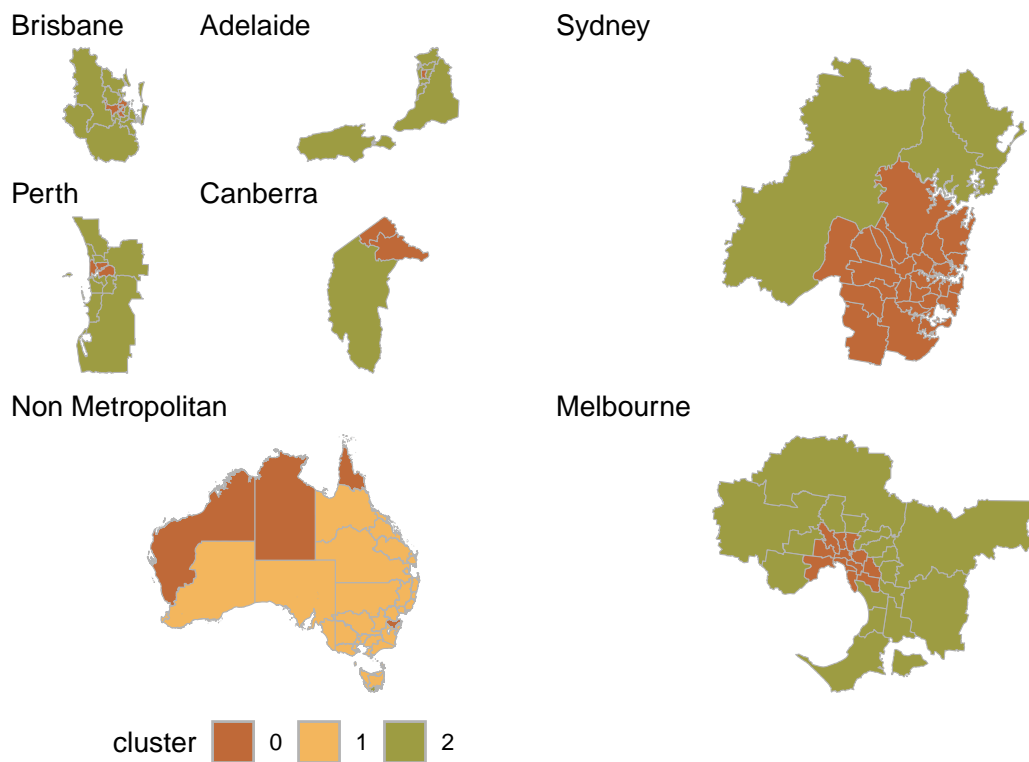 Brisbane
Adelaide
Sydney
Perth
Canberra
Non Metropolitan
Melbourne
cluster 0 1 2